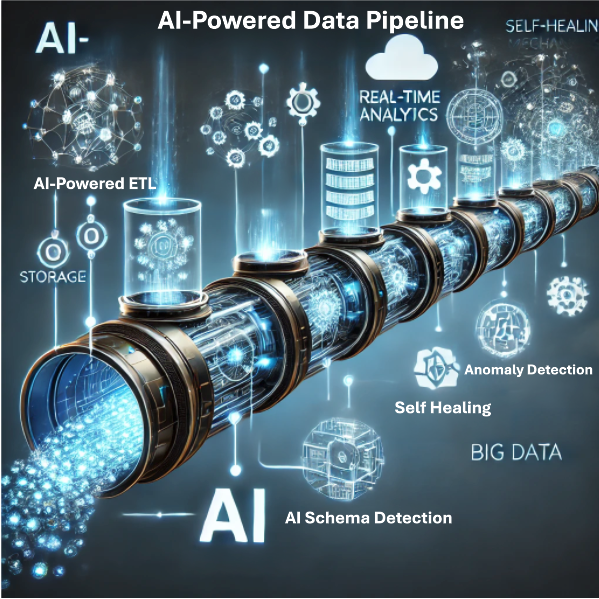 AI-Powered Data Pipeline
AI-
SELF-HEALIN
REAL-TIME
ANALYICS
AI-Powered ETL
STORAGE
Anomaly Detection
Self Healing
BIG DATA
AI
AI Schema Detection